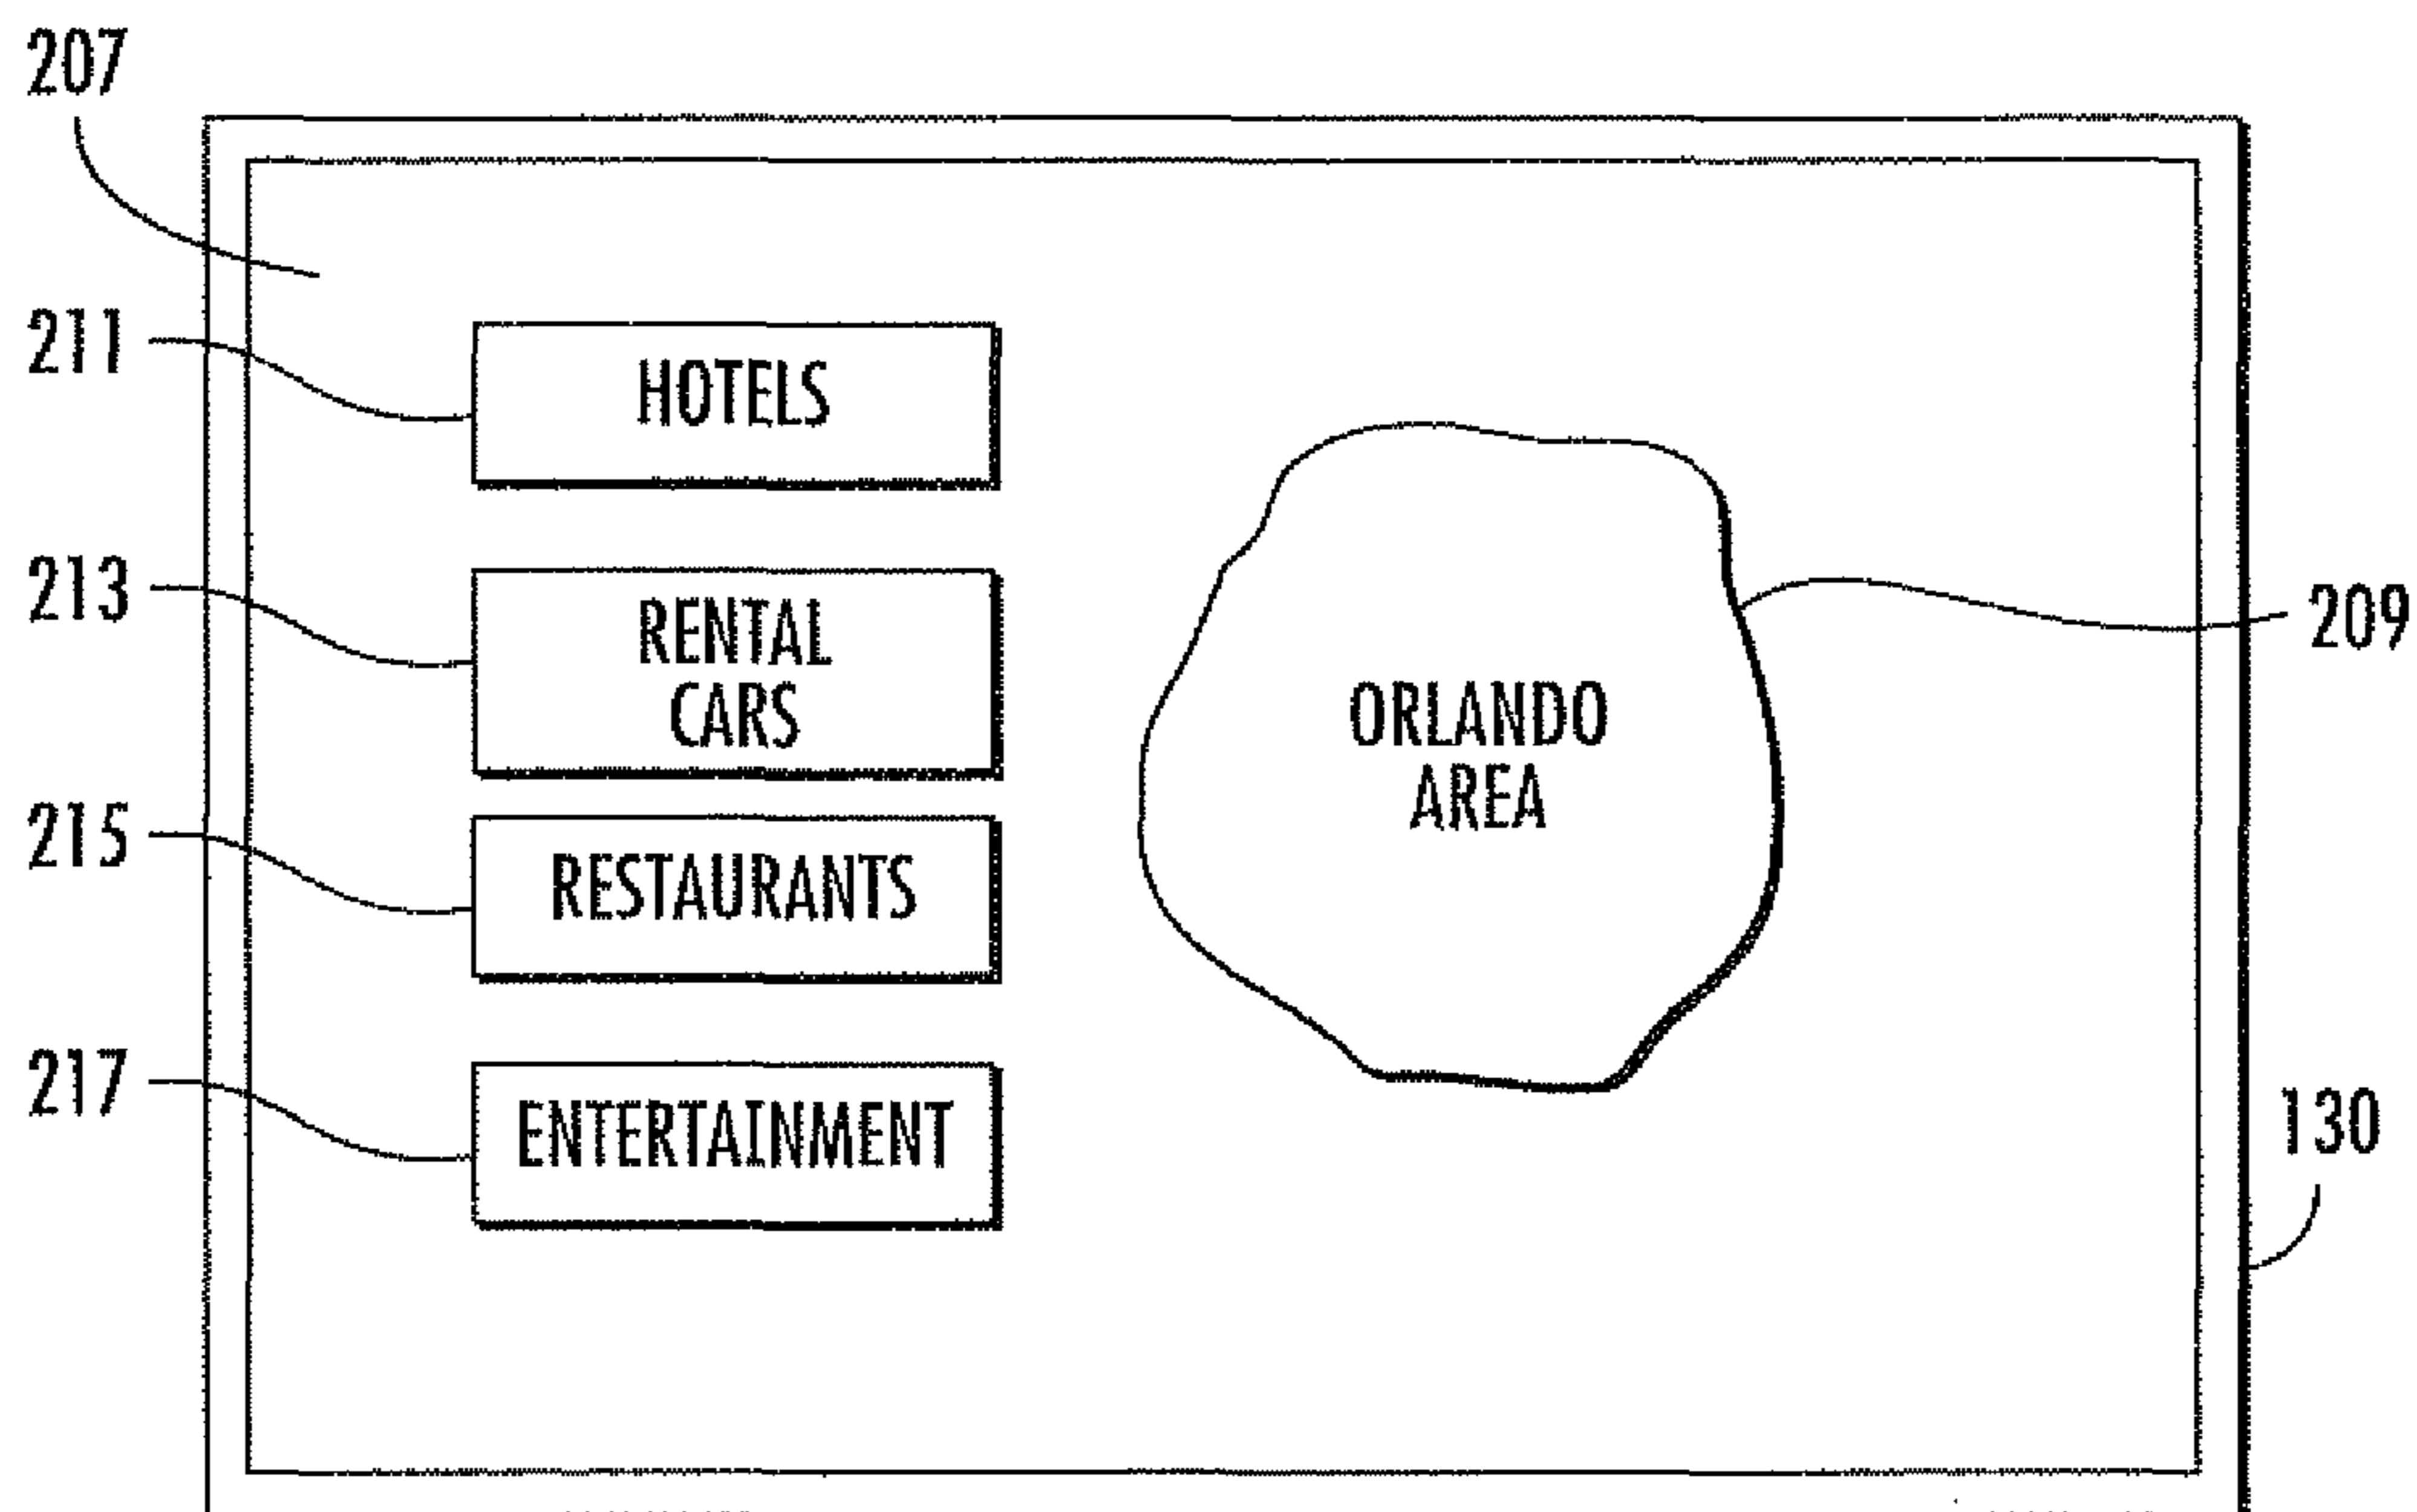 207
211
HOTELS
213
RENTAL
CARS
209
ORLANDO
AREA
215
RESTAURANTS
217
ENTERTAINMENT
130